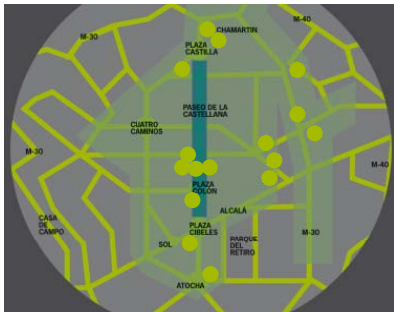 M-30
CHAMARTIN
M-40
PLAZA
CASTILLA
PASEO DE LA
CASTELLANA
CUATRO
CAMINOS
M-30
M-40
PLAZA
COLÓN
ALCALÁ
CASA
DE
CAMPO
PLAZA
CIBELES
SOL
PARQUE
DEL
RETIRO
M-30
ATOCHA